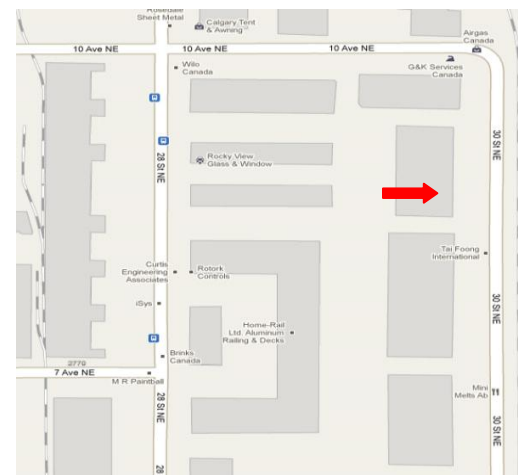 Rosedale
Sheet Metal
Calgary Tent
& Awning
Airgas
Canada
10 Ave NE
10 Ave NE
10 Ave NE
Wilo
Canada
G&K Services
Canada
28 St NE
30 St NE
Rocky View
Glass & Window
Tai Foong
International
Curtis
Engineering
Associates
Rotork
Controls
iSys
30 St NE
Home-Rail
Ltd. Aluminum
Railing & Decks
Brinks
Canada
2770
7 Ave NE
M R Paintball
Mini
Melts Ab
28 St NE
30 St NE
28